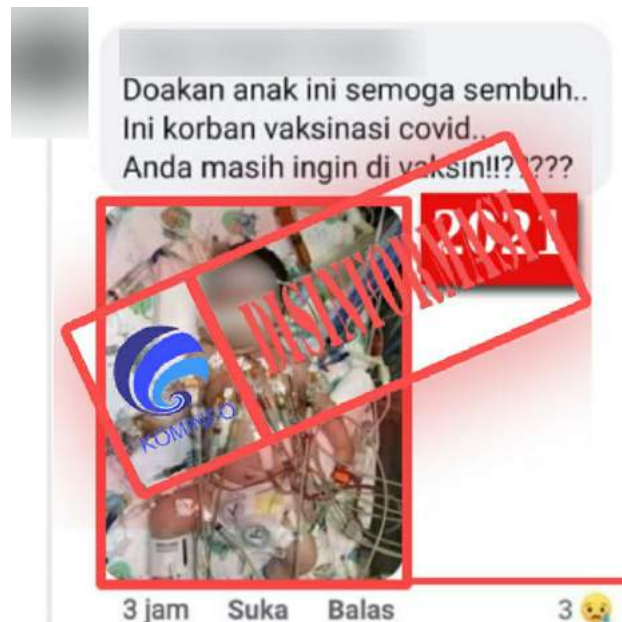 Doakan anak ini semoga sembuh..
Ini korban vaksinasi covid..
Anda masih ingin di vaksin!!?????
2021
DISINFORMASI
KOMINFO
3 jam Suka Balas 3